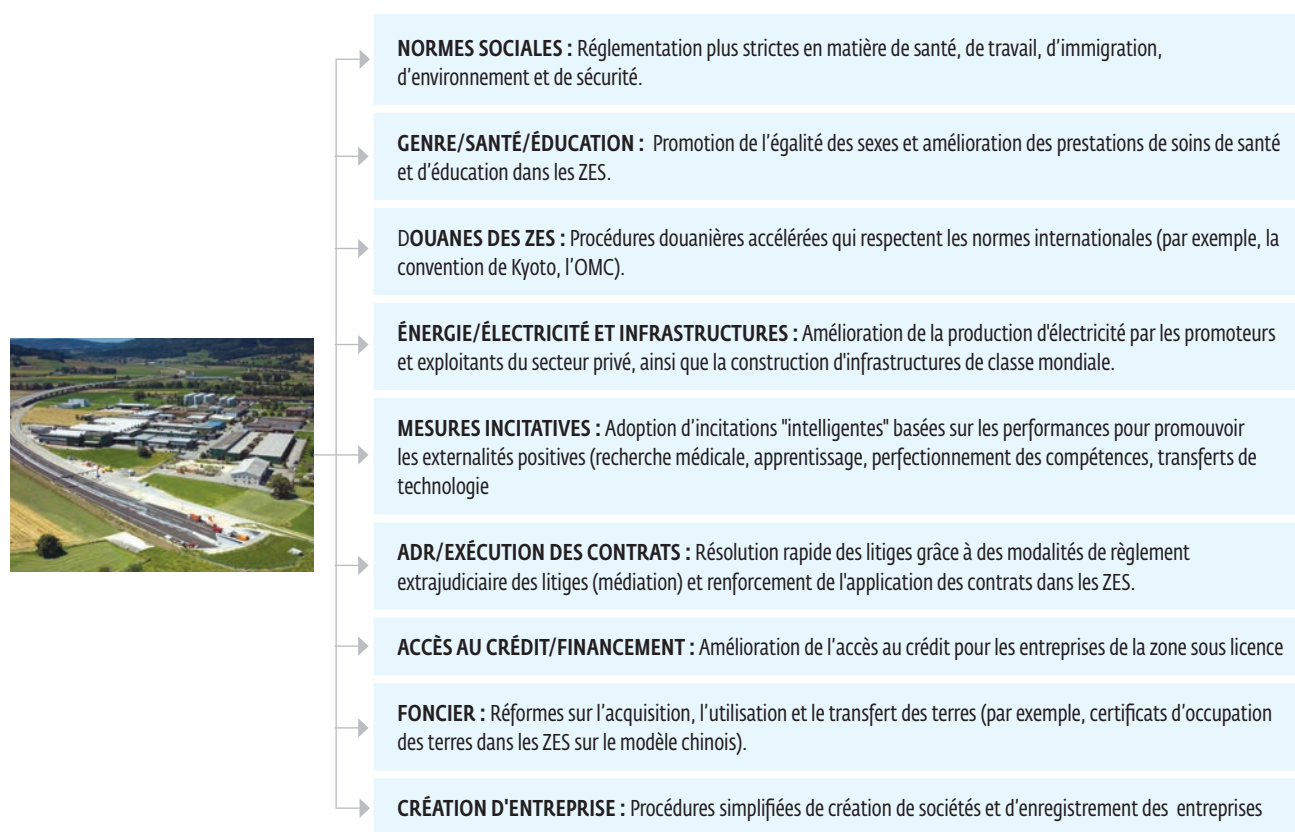 NORMES SOCIALES : Réglementation plus strictes en matière de santé, de travail, d'immigration,
d'environnement et de sécurité.
GENRE/SANTÉ/ÉDUCATION : Promotion de l'égalité des sexes et amélioration des prestations de soins de santé
et d'éducation dans les ZES.
DOUANES DES ZES : Procédures douanières accélérées qui respectent les normes internationales (par exemple, la
convention de Kyoto, l'OMC).
ÉNERGIE/ÉLECTRICITÉ ET INFRASTRUCTURES : Amélioration de la production d'électricité par les promoteurs
et exploitants du secteur privé, ainsi que la construction d'infrastructures de classe mondiale.
MESURES INCITATIVES : Adoption d'incitations "intelligentes" basées sur les performances pour promouvoir
les externalités positives (recherche médicale, apprentissage, perfectionnement des compétences, transferts de
technologie
ADR/EXÉCUTION DES CONTRATS : Résolution rapide des litiges grâce à des modalités de règlement
extrajudiciaire des litiges (médiation) et renforcement de l'application des contrats dans les ZES.
ACCÈS AU CRÉDIT/FINANCEMENT : Amélioration de l'accès au crédit pour les entreprises de la zone sous licence
FONCIER : Réformes sur l'acquisition, l'utilisation et le transfert des terres (par exemple, certificats d'occupation
des terres dans les ZES sur le modèle chinois).
CRÉATION D'ENTREPRISE : Procédures simplifiées de création de sociétés et d'enregistrement des entreprises